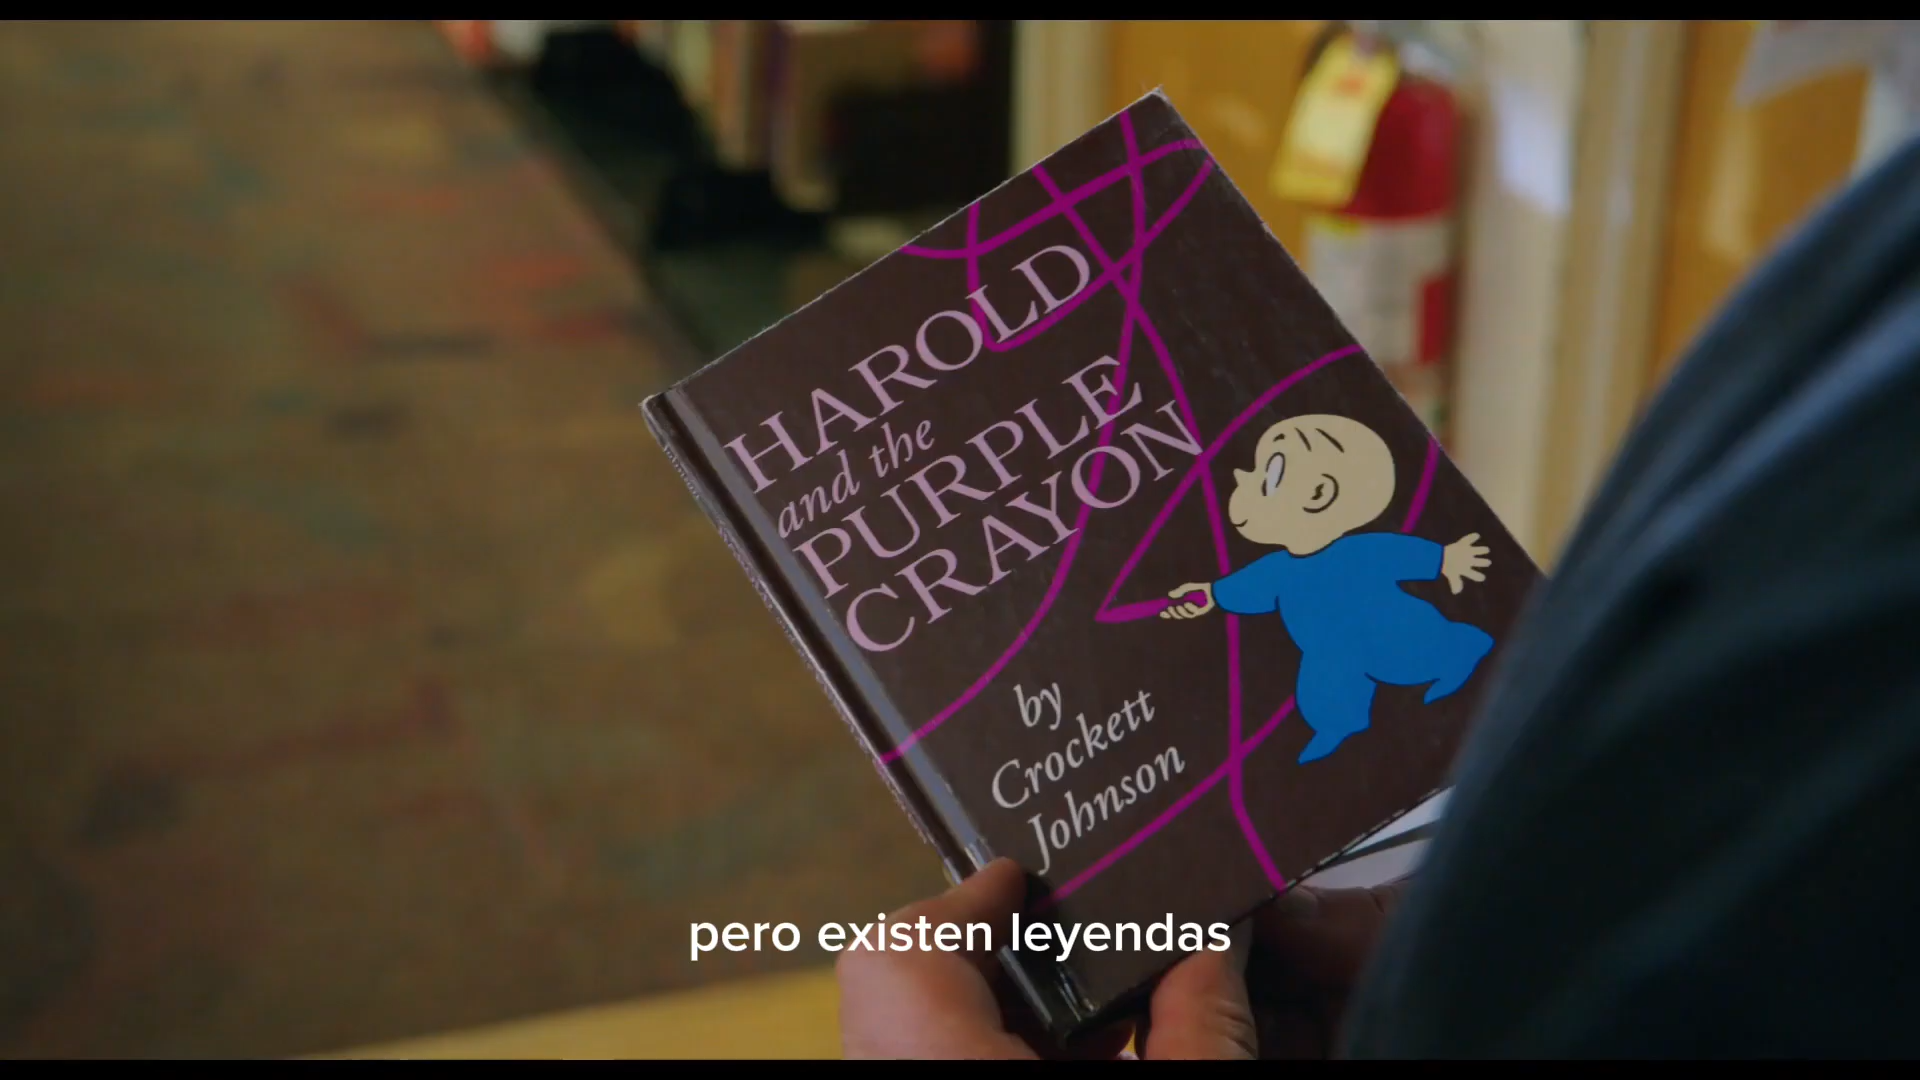 HAROLD
and the
PURPLE
CRAYON
by
Crockett
Johnson
pero existen leyendas